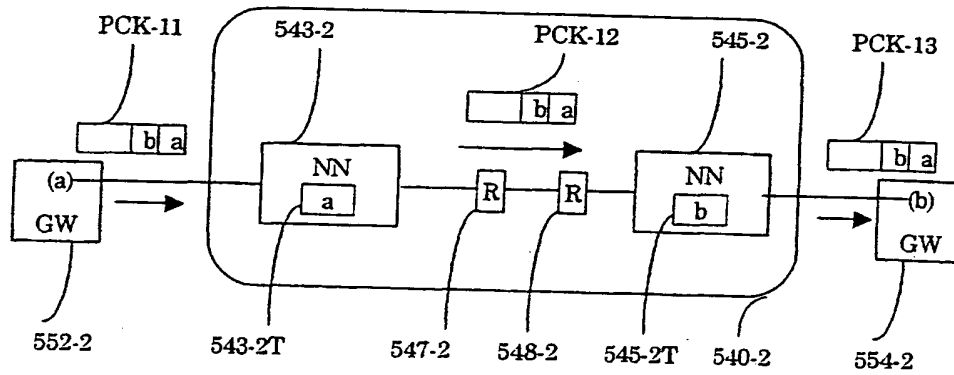 PCK-11
543-2
PCK-12
545-2
PCK-13
b a
b a
b a
(a)
GW
NN
a
R
R
NN
b
(b)
GW
552-2
543-2T
547-2
548-2
545-2T
540-2
554-2